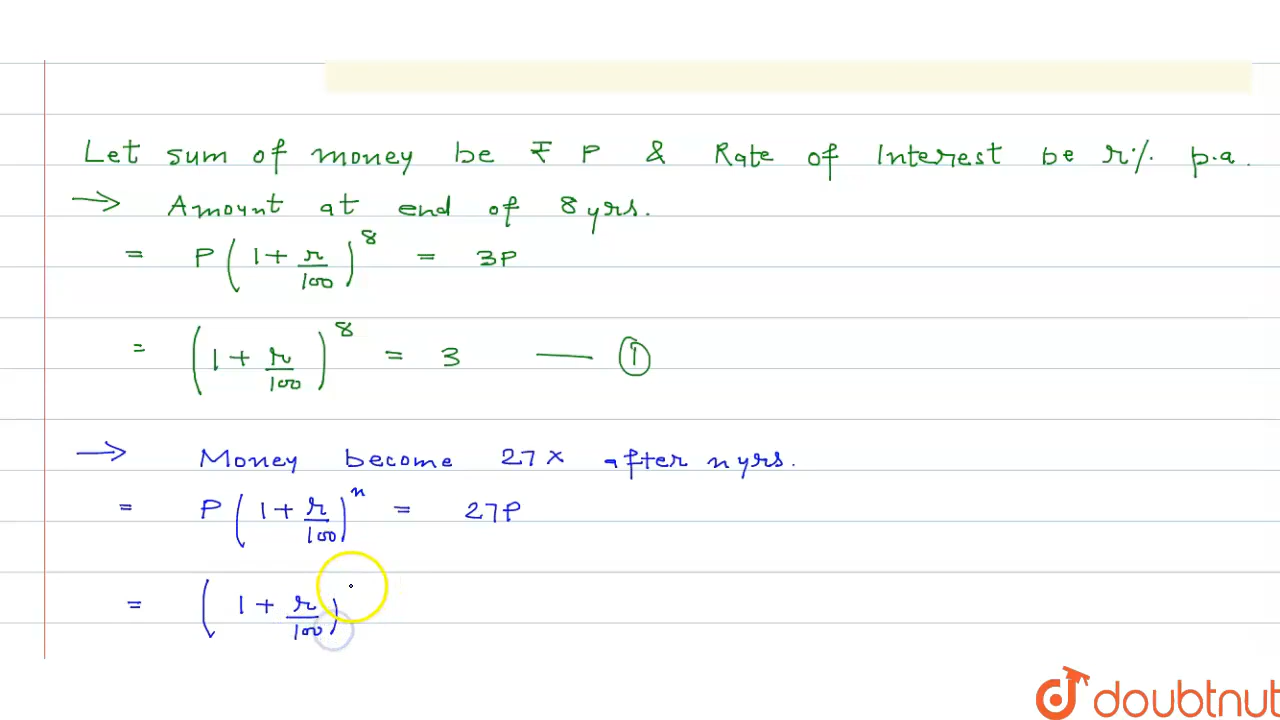 Let sum of money be ₹ P & Rate of Interest be r% p.a.
→ Amount at end of 8 yrs.
= P(1 + r/100)^8 = 3P
= (1 + r/100)^8 = 3 — ①
→ Money become 27x after n yrs.
= P(1 + r/100)^n = 27P
= (1 + r/100)
doubtnut